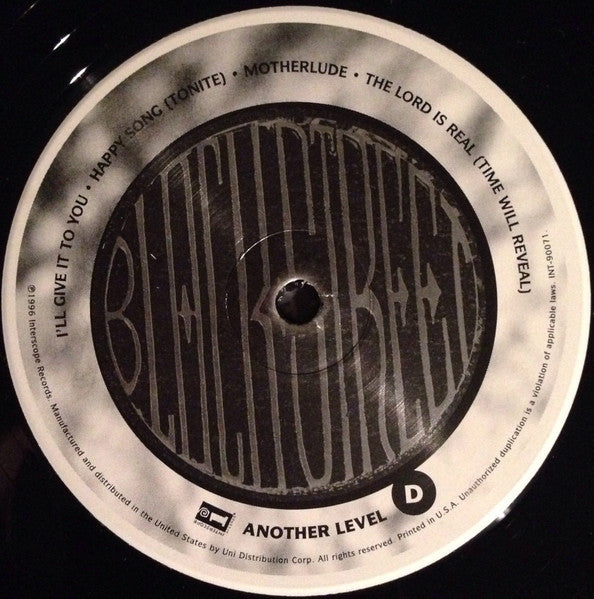 I'LL GIVE IT TO YOU • HAPPY SONG (TONITE) • MOTHERLUDE • THE LORD IS REAL (TIME WILL REVEAL)
BLACKSTREET
INTERSCOPE
ANOTHER LEVEL
D
℗1996 Interscope Records. Manufactured and distributed in the United States by Uni Distribution Corp. All rights reserved. Printed in U.S.A. Unauthorized duplication is a violation of applicable laws. INT-90071